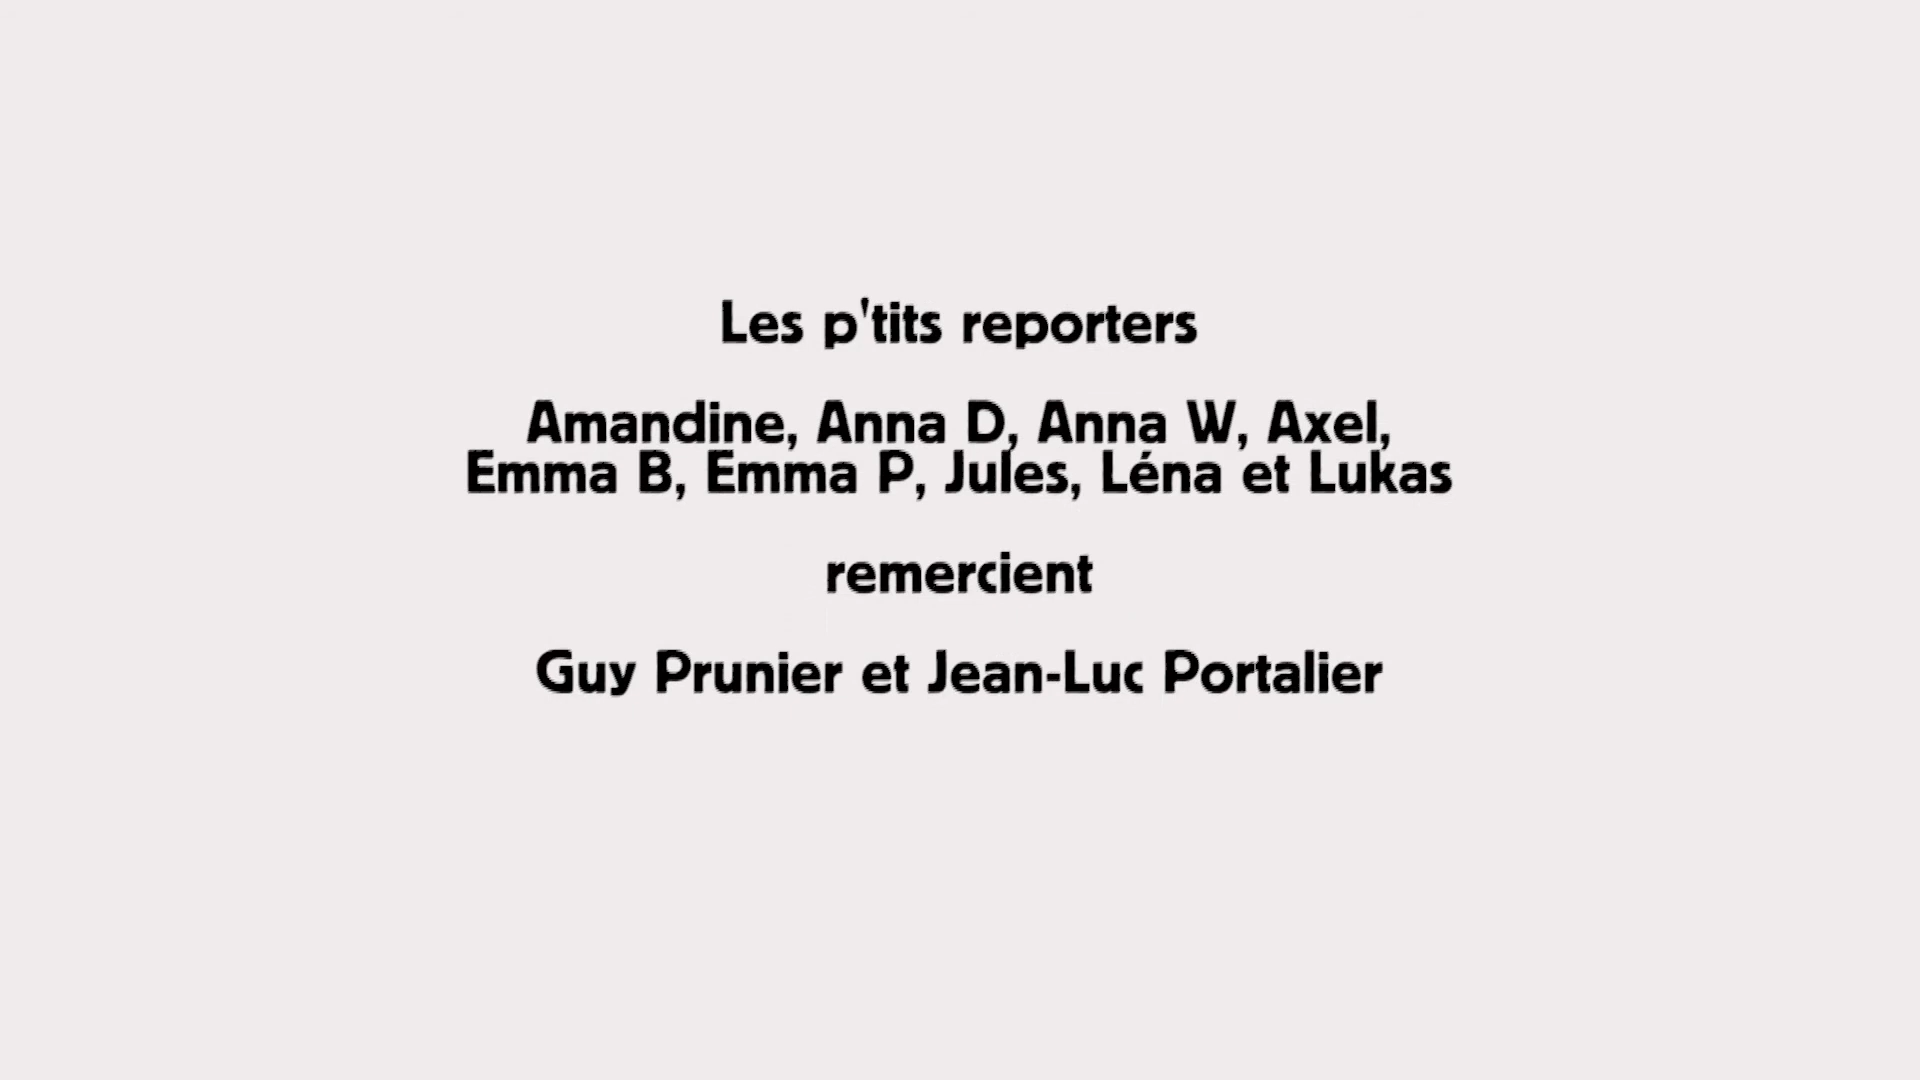 Les p'tits reporters
Amandine, Anna D, Anna W, Axel,
Emma B, Emma P, Jules, Léna et Lukas
remercient
Guy Prunier et Jean-Luc Portalier